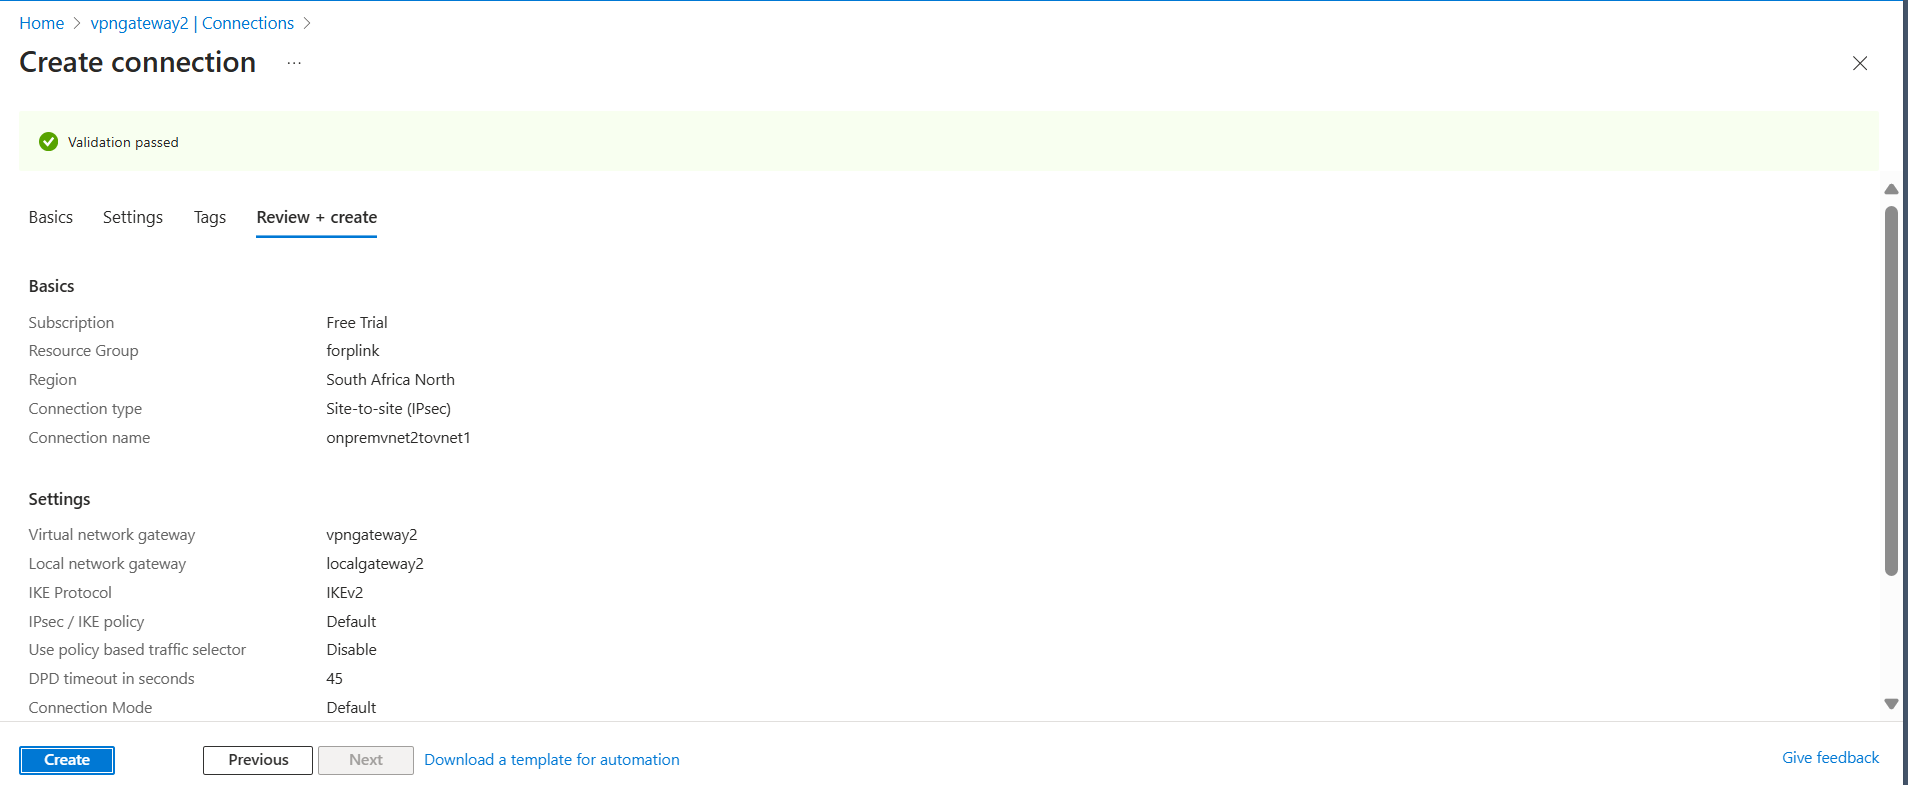 Home > vpngateway2 | Connections >
Create connection ...
Validation passed
Basics Settings Tags Review + create
Basics
Subscription Free Trial
Resource Group forplink
Region South Africa North
Connection type Site-to-site (IPsec)
Connection name onpremvnet2tovnet1
Settings
Virtual network gateway vpngateway2
Local network gateway localgateway2
IKE Protocol IKEv2
IPsec / IKE policy Default
Use policy based traffic selector Disable
DPD timeout in seconds 45
Connection Mode Default
Create Previous Next Download a template for automation Give feedback